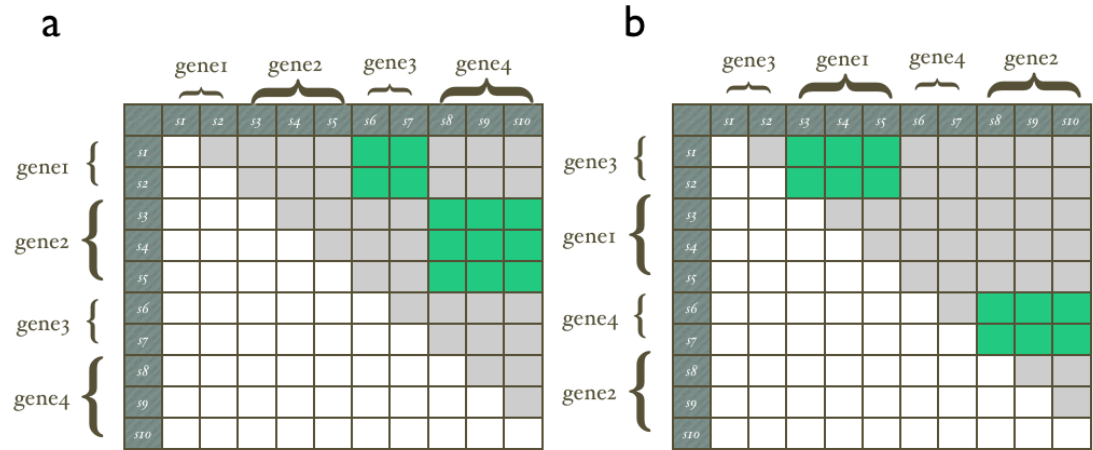 a
b
gene1 gene2 gene3 gene4
gene3 gene1 gene4 gene2
s1 s2 s3 s4 s5 s6 s7 s8 s9 s10
s1 s2 s3 s4 s5 s6 s7 s8 s9 s10
gene1
s1
s2
gene2
s3
s4
s5
gene3
s6
s7
gene4
s8
s9
s10
gene3
s1
s2
gene1
s3
s4
s5
gene4
s6
s7
gene2
s8
s9
s10